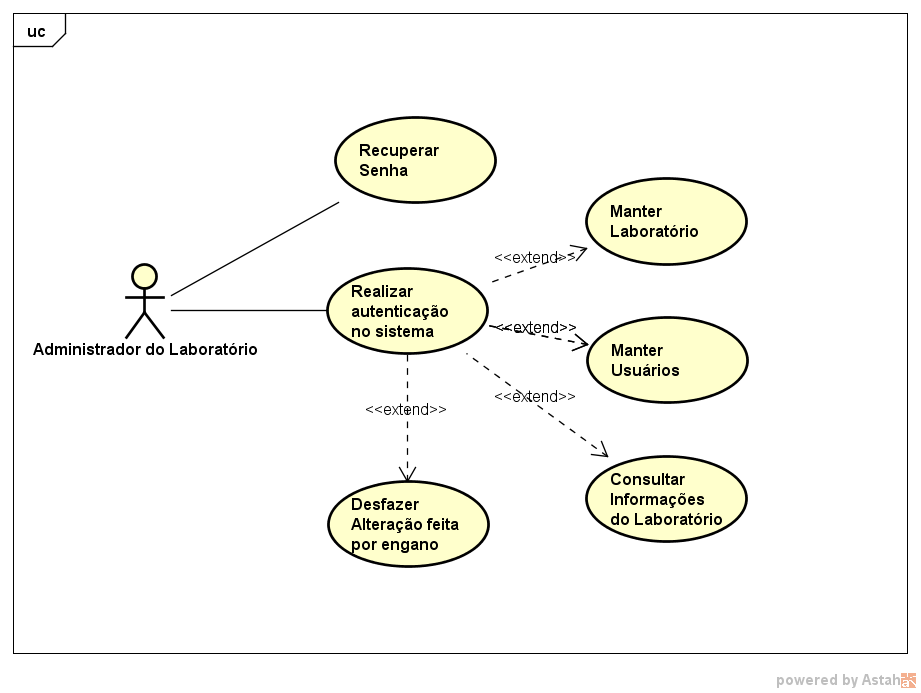 uc
Recuperar
Senha
Manter
Laboratório
<<extend>>
Realizar
autenticação
no sistema
<<extend>>
Administrador do Laboratório
Manter
Usuários
<<extend>>
<<extend>>
Consultar
Informações
do Laboratório
Desfazer
Alteração feita
por engano
powered by Astah